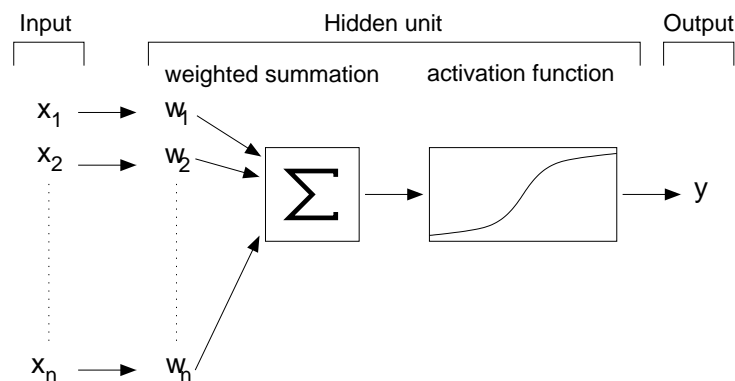 Input Hidden unit Output
weighted summation activation function
x1 w1
x2 w2
Σ
y
xn wn